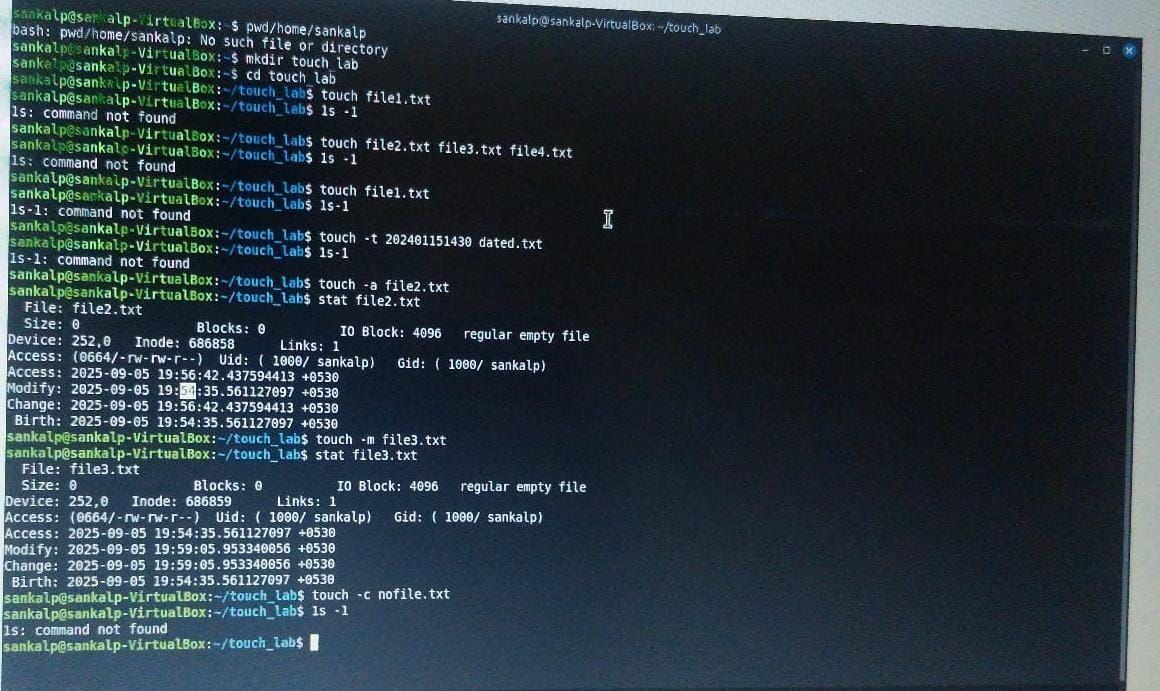 sankalp@sankalp-VirtualBox: ~/touch_lab
sankalp@sankalp-VirtualBox:~$ pwd/home/sankalp
bash: pwd/home/sankalp: No such file or directory
sankalp@sankalp-VirtualBox:~$ mkdir touch_lab
sankalp@sankalp-VirtualBox:~$ cd touch_lab
sankalp@sankalp-VirtualBox:~/touch_lab$ touch file1.txt
sankalp@sankalp-VirtualBox:~/touch_lab$ 1s -1
1s: command not found
sankalp@sankalp-VirtualBox:~/touch_lab$ touch file2.txt file3.txt file4.txt
sankalp@sankalp-VirtualBox:~/touch_lab$ 1s -1
1s: command not found
sankalp@sankalp-VirtualBox:~/touch_lab$ touch file1.txt
sankalp@sankalp-VirtualBox:~/touch_lab$ 1s-1
1s-1: command not found
sankalp@sankalp-VirtualBox:~/touch_lab$ touch -t 202401151430 dated.txt
sankalp@sankalp-VirtualBox:~/touch_lab$ 1s-1
1s-1: command not found
sankalp@sankalp-VirtualBox:~/touch_lab$ touch -a file2.txt
sankalp@sankalp-VirtualBox:~/touch_lab$ stat file2.txt
File: file2.txt
Size: 0 Blocks: 0 IO Block: 4096 regular empty file
Device: 252,0 Inode: 686858 Links: 1
Access: (0664/-rw-rw-r--) Uid: ( 1000/ sankalp) Gid: ( 1000/ sankalp)
Access: 2025-09-05 19:56:42.437594413 +0530
Modify: 2025-09-05 19:54:35.561127097 +0530
Change: 2025-09-05 19:56:42.437594413 +0530
Birth: 2025-09-05 19:54:35.561127097 +0530
sankalp@sankalp-VirtualBox:~/touch_lab$ touch -m file3.txt
sankalp@sankalp-VirtualBox:~/touch_lab$ stat file3.txt
File: file3.txt
Size: 0 Blocks: 0 IO Block: 4096 regular empty file
Device: 252,0 Inode: 686859 Links: 1
Access: (0664/-rw-rw-r--) Uid: ( 1000/ sankalp) Gid: ( 1000/ sankalp)
Access: 2025-09-05 19:54:35.561127097 +0530
Modify: 2025-09-05 19:59:05.953340056 +0530
Change: 2025-09-05 19:59:05.953340056 +0530
Birth: 2025-09-05 19:54:35.561127097 +0530
sankalp@sankalp-VirtualBox:~/touch_lab$ touch -c nofile.txt
sankalp@sankalp-VirtualBox:~/touch_lab$ 1s -1
1s: command not found
sankalp@sankalp-VirtualBox:~/touch_lab$